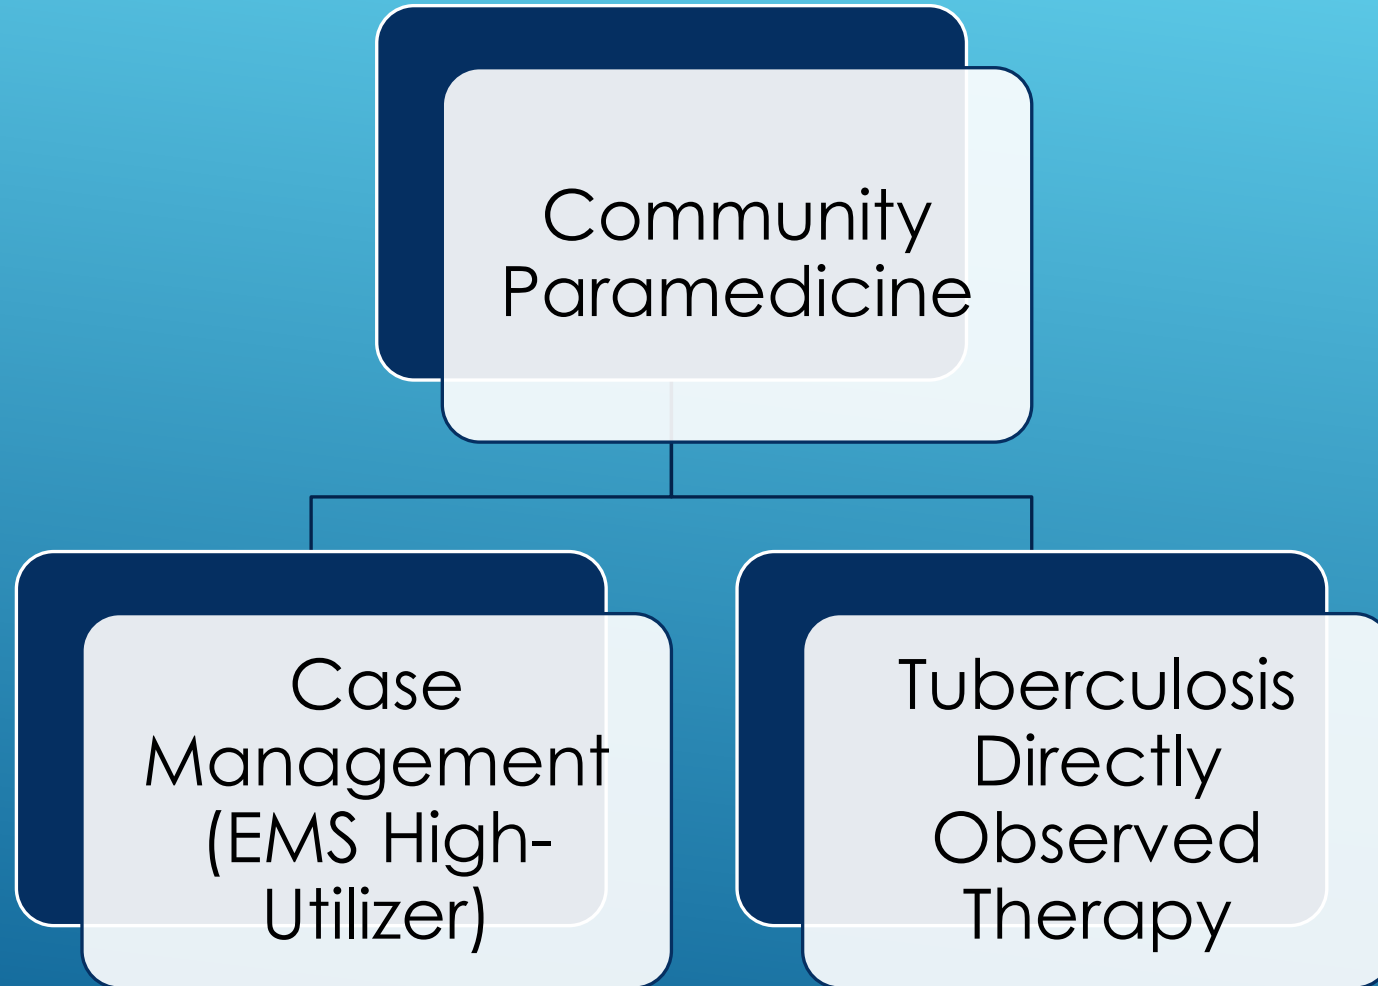 Community
Paramedicine
Case
Management
(EMS High-
Utilizer)
Tuberculosis
Directly
Observed
Therapy